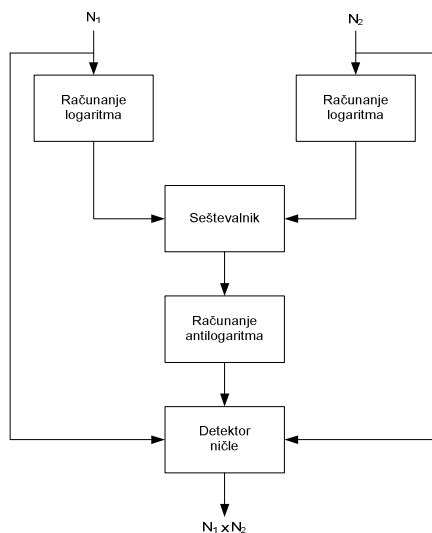 N₁
N₂
Računanje
logaritma
Računanje
logaritma
Seštevalnik
Računanje
antilogaritma
Detektor
ničle
N₁ x N₂